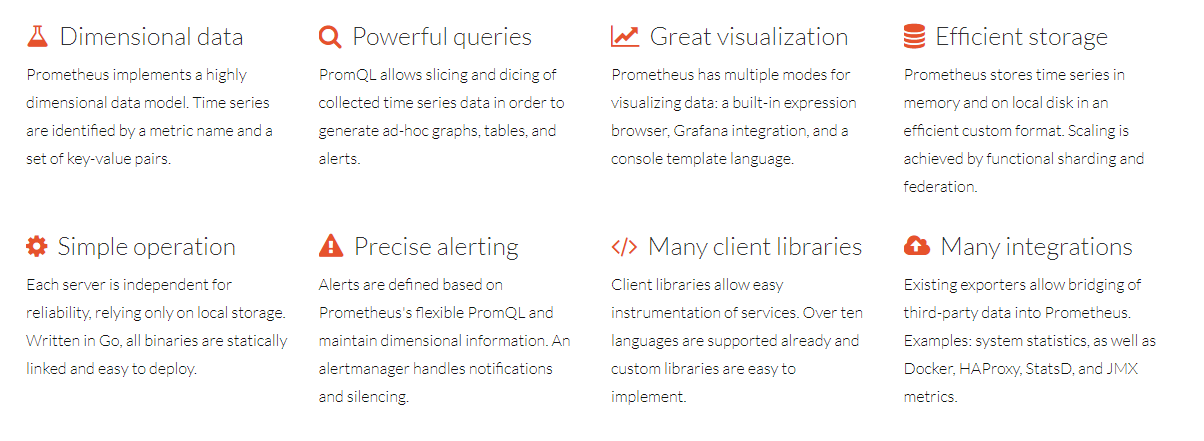 Dimensional data
Prometheus implements a highly
dimensional data model. Time series
are identified by a metric name and a
set of key-value pairs.
Powerful queries
PromQL allows slicing and dicing of
collected time series data in order to
generate ad-hoc graphs, tables, and
alerts.
Great visualization
Prometheus has multiple modes for
visualizing data: a built-in expression
browser, Grafana integration, and a
console template language.
Efficient storage
Prometheus stores time series in
memory and on local disk in an
efficient custom format. Scaling is
achieved by functional sharding and
federation.
Simple operation
Each server is independent for
reliability, relying only on local storage.
Written in Go, all binaries are statically
linked and easy to deploy.
Precise alerting
Alerts are defined based on
Prometheus's flexible PromQL and
maintain dimensional information. An
alertmanager handles notifications
and silencing.
Many client libraries
Client libraries allow easy
instrumentation of services. Over ten
languages are supported already and
custom libraries are easy to
implement.
Many integrations
Existing exporters allow bridging of
third-party data into Prometheus.
Examples: system statistics, as well as
Docker, HAProxy, StatsD, and JMX
metrics.